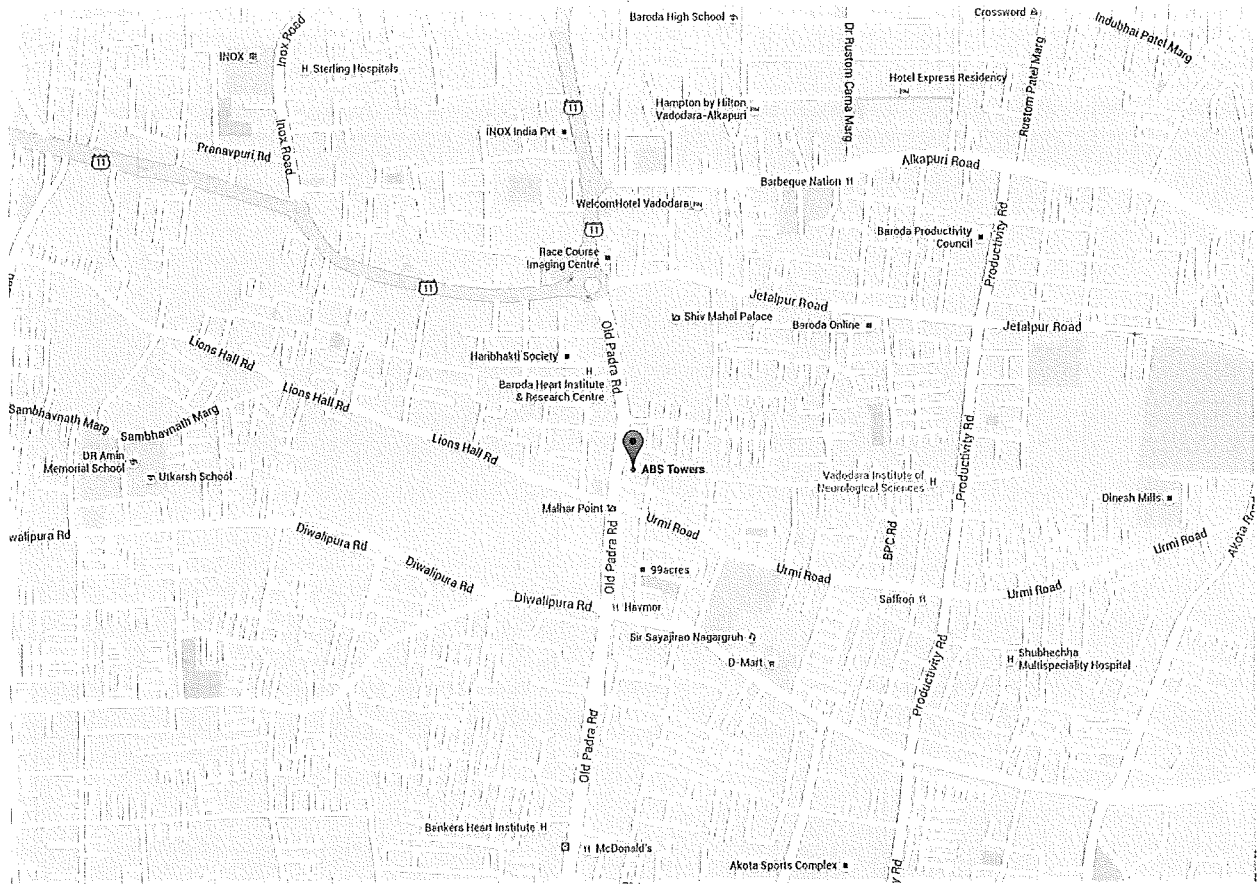 Baroda High School
Crossword
Indubhai Patel Marg
Inox Road
INOX
Sterling Hospitals
Dr Rustom Cama Marg
Rustom Patel Marg
Hotel Express Residency
11
Hampton by Hilton
Vadodara-Alkapuri
INOX India Pvt
Inox Road
Pranavpuri Rd
11
Alkapuri Road
Barbeque Nation
WelcomHotel Vadodara
Productivity Rd
11
Baroda Productivity
Council
Race Course
Imaging Centre
11
Jetalpur Road
Shiv Mahal Palace
Baroda Online
Jetalpur Road
Old Padra Rd
Lions Hall Rd
Haribhakti Society
Baroda Heart Institute
& Research Centre
Lions Hall Rd
Sambhavnath Marg
Sambhavnath Marg
Lions Hall Rd
Productivity Rd
DR Amin
Memorial School
Utkarsh School
ABS Towers
Vadodara Institute of
Neurological Sciences
Dinesh Mills
Malhar Point
Urmi Road
Akota Road
walipura Rd
Diwalipura Rd
Old Padra Rd
BPC Rd
Urmi Road
Diwalipura Rd
99acres
Urmi Road
Urmi Road
Diwalipura Rd
Havmor
Saffron
Sir Sayajirao Nagargruh
D-Mart
Productivity Rd
Shubhechha
Multispeciality Hospital
Old Padra Rd
Bankers Heart Institute
McDonald's
Akota Sports Complex
y Rd